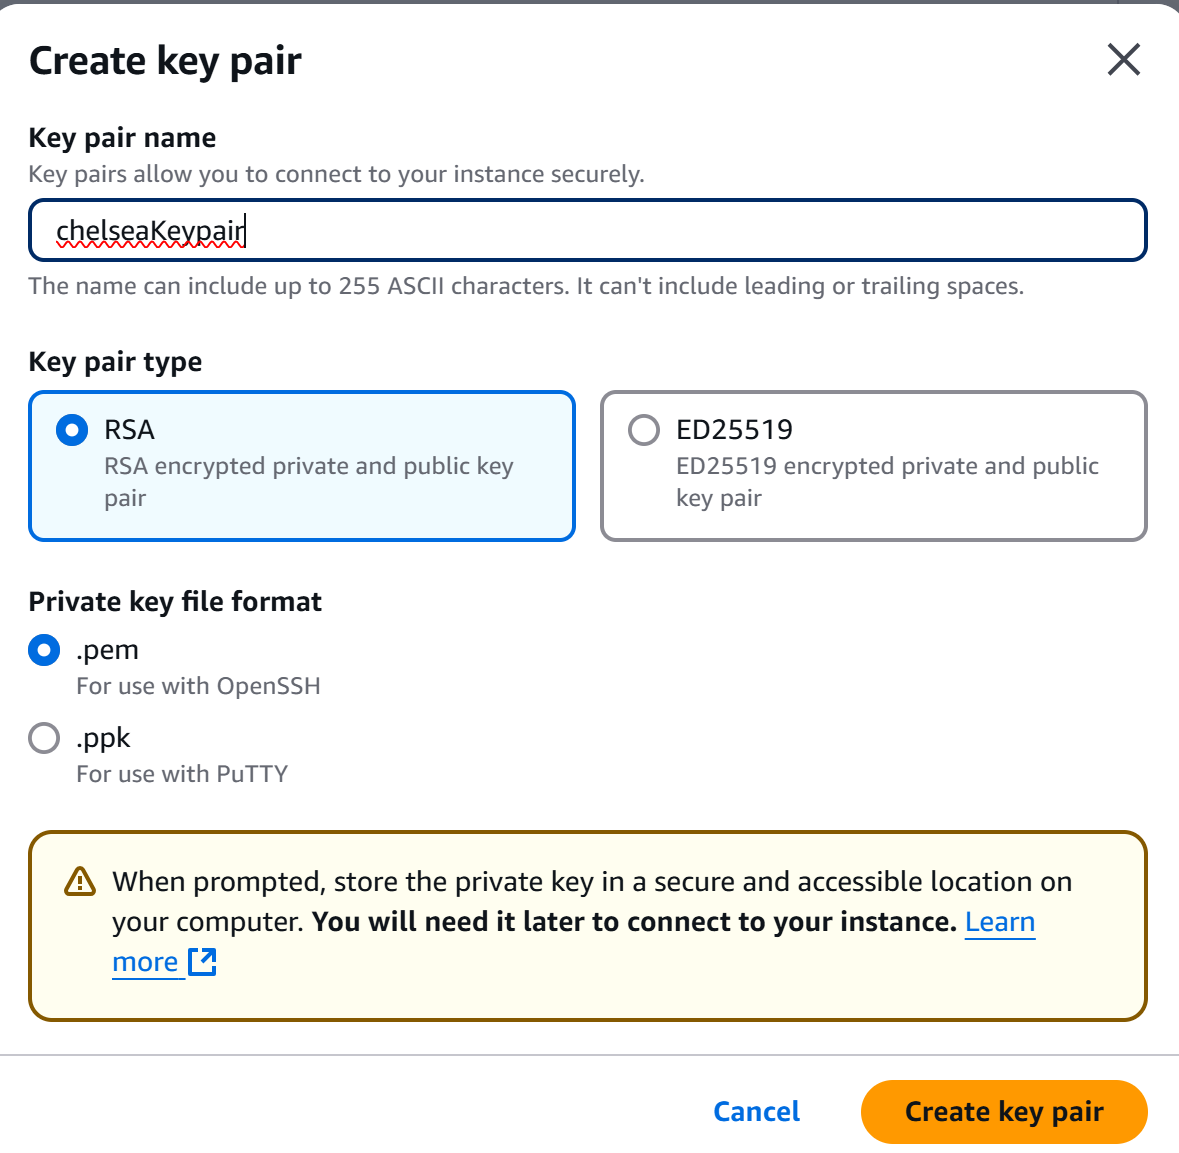 Create key pair
Key pair name
Key pairs allow you to connect to your instance securely.
chelseaKeypair
The name can include up to 255 ASCII characters. It can't include leading or trailing spaces.
Key pair type
RSA
RSA encrypted private and public key
pair
ED25519
ED25519 encrypted private and public
key pair
Private key file format
.pem
For use with OpenSSH
.ppk
For use with PuTTY
When prompted, store the private key in a secure and accessible location on
your computer. You will need it later to connect to your instance. Learn
more
Cancel
Create key pair